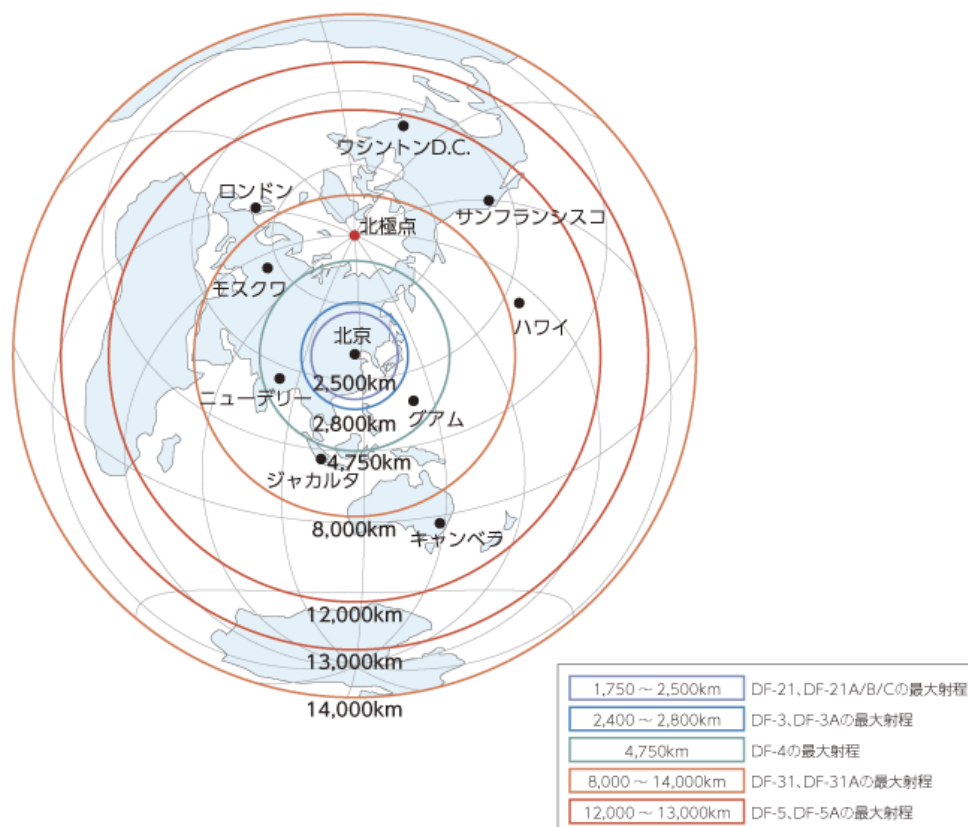 ワシントンD.C.
ロンドン
サンフランシスコ
北極点
モスクワ
ハワイ
北京
2,500km
ニューデリー
グアム
2,800km
4,750km
ジャカルタ
8,000km
キャンベラ
12,000km
13,000km
14,000km
1,750 ～ 2,500km DF-21、DF-21A/B/Cの最大射程
2,400 ～ 2,800km DF-3、DF-3Aの最大射程
4,750km DF-4の最大射程
8,000 ～ 14,000km DF-31、DF-31Aの最大射程
12,000 ～ 13,000km DF-5、DF-5Aの最大射程